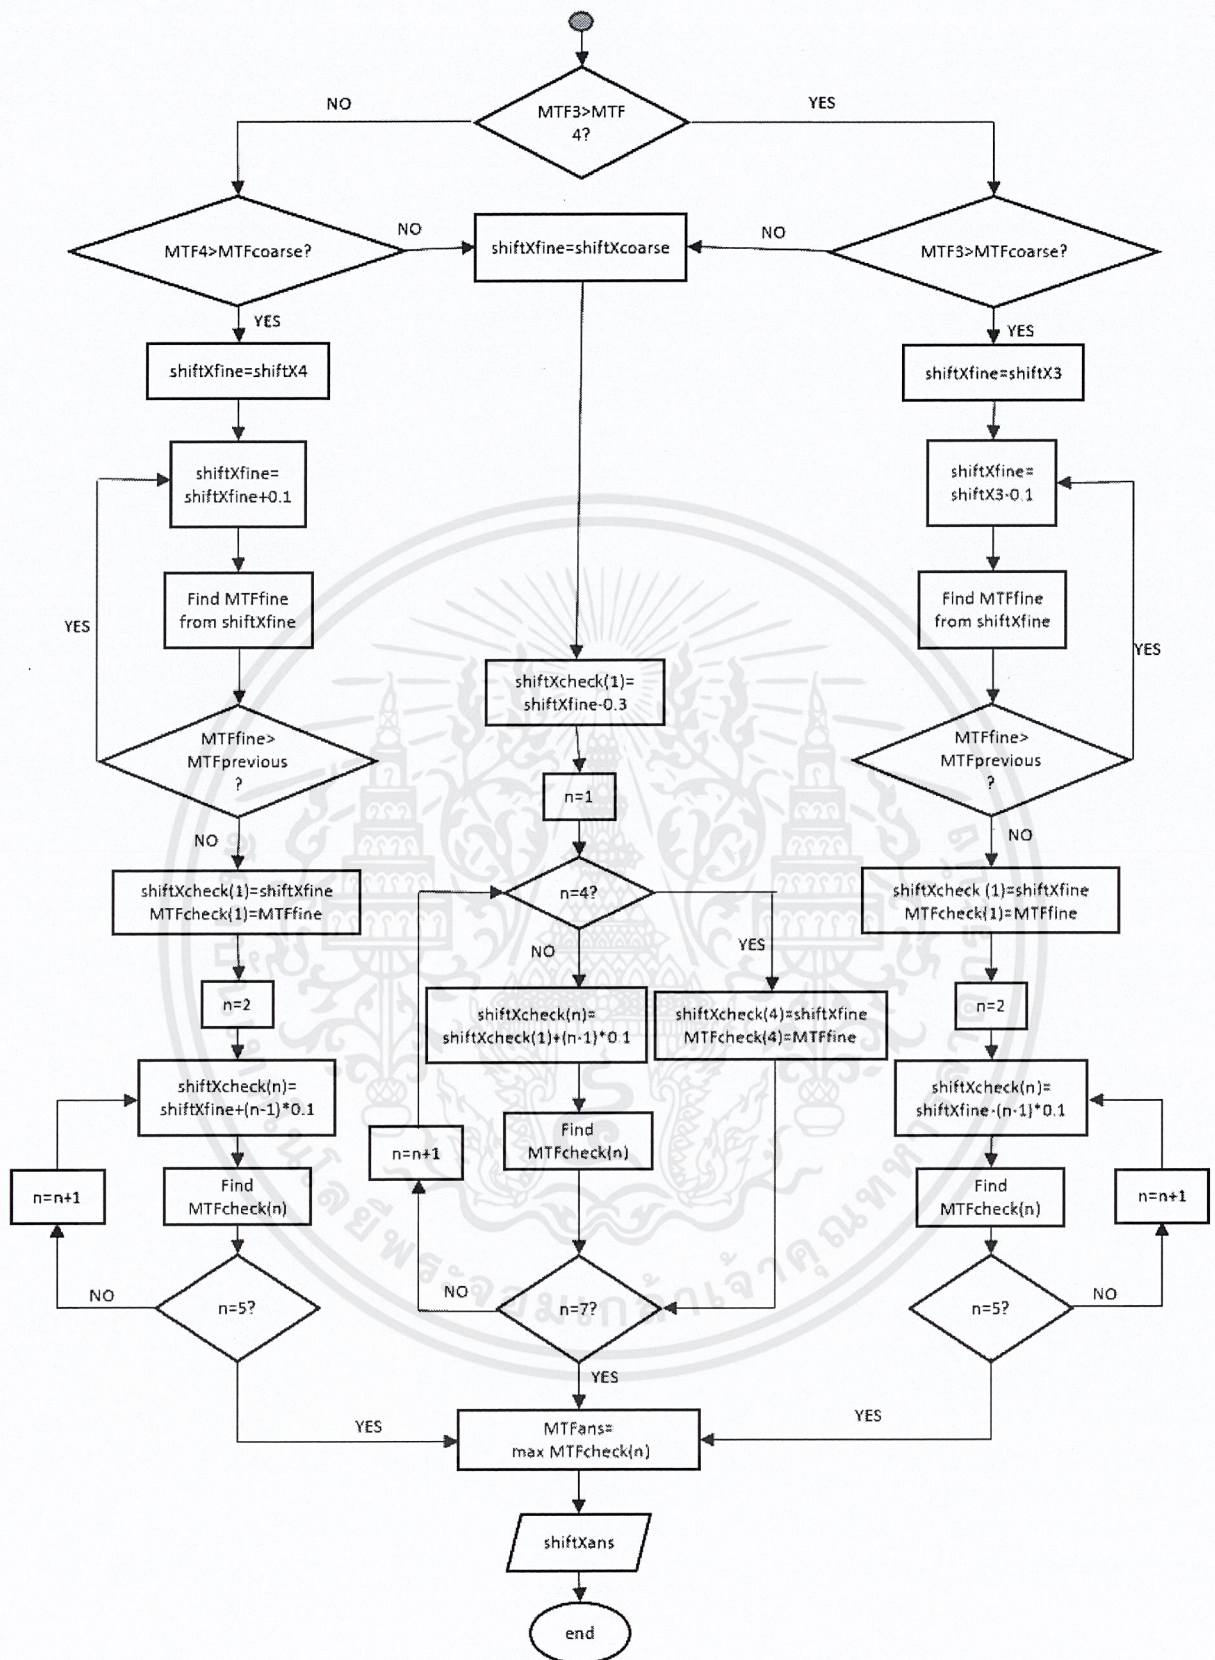 MTF3>MTF
4?
NO
YES
MTF4>MTFcoarse?
NO
shiftXfine=shiftXcoarse
NO
MTF3>MTFcoarse?
YES
YES
shiftXfine=shiftX4
shiftXfine=shiftX3
shiftXfine=
shiftXfine+0.1
shiftXfine=
shiftX3-0.1
Find MTFfine
from shiftXfine
Find MTFfine
from shiftXfine
YES
YES
shiftXcheck(1)=
shiftXfine-0.3
MTFfine>
MTFprevious
?
MTFfine>
MTFprevious
?
n=1
NO
NO
shiftXcheck(1)=shiftXfine
MTFcheck(1)=MTFfine
n=4?
shiftXcheck (1)=shiftXfine
MTFcheck(1)=MTFfine
NO
YES
n=2
n=2
shiftXcheck(n)=
shiftXcheck(1)+(n-1)*0.1
shiftXcheck(4)=shiftXfine
MTFcheck(4)=MTFfine
shiftXcheck(n)=
shiftXfine+(n-1)*0.1
shiftXcheck(n)=
shiftXfine-(n-1)*0.1
n=n+1
Find
MTFcheck(n)
n=n+1
Find
MTFcheck(n)
Find
MTFcheck(n)
n=n+1
NO
n=5?
NO
n=7?
n=5?
NO
YES
YES
YES
MTFans=
max MTFcheck(n)
shiftXans
end